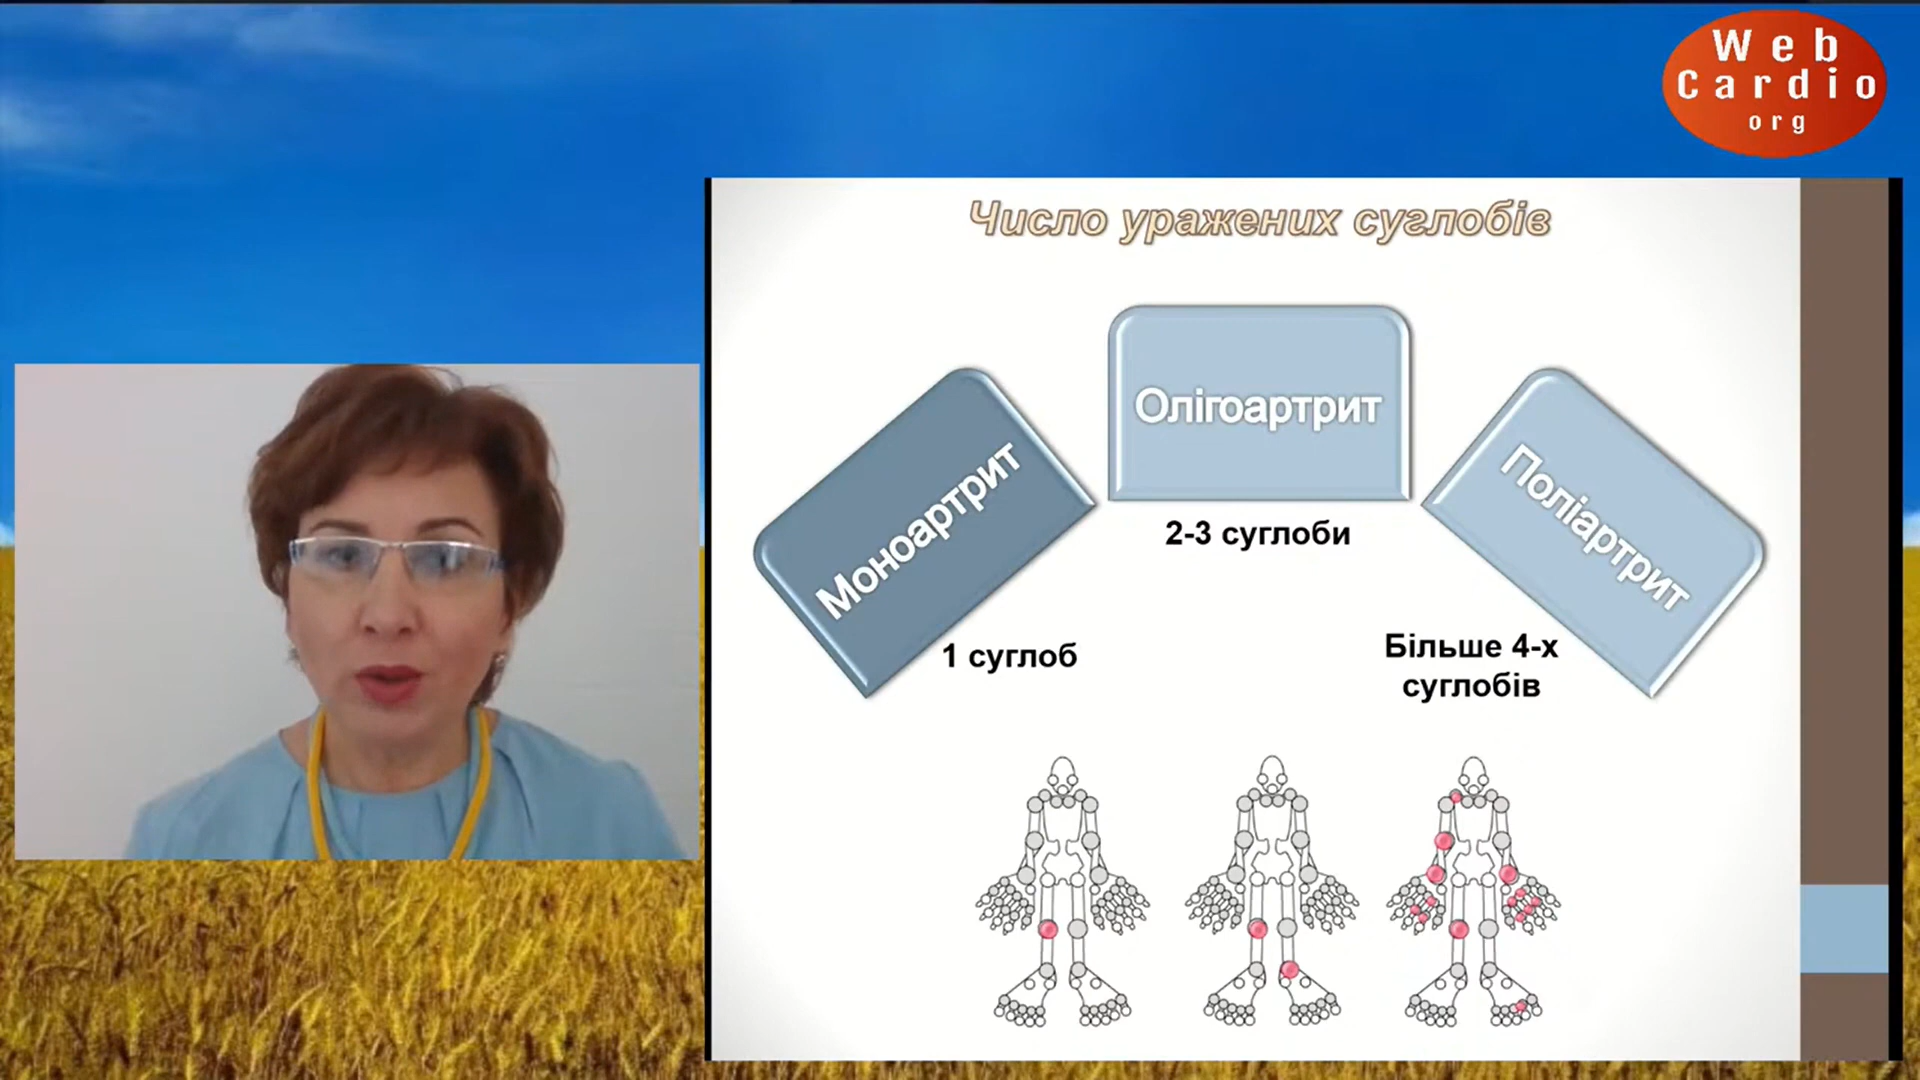 Web
Cardio
org
Число уражених суглобів
Моноартрит
1 суглоб
Олігоартрит
2-3 суглоби
Поліартрит
Більше 4-х
суглобів